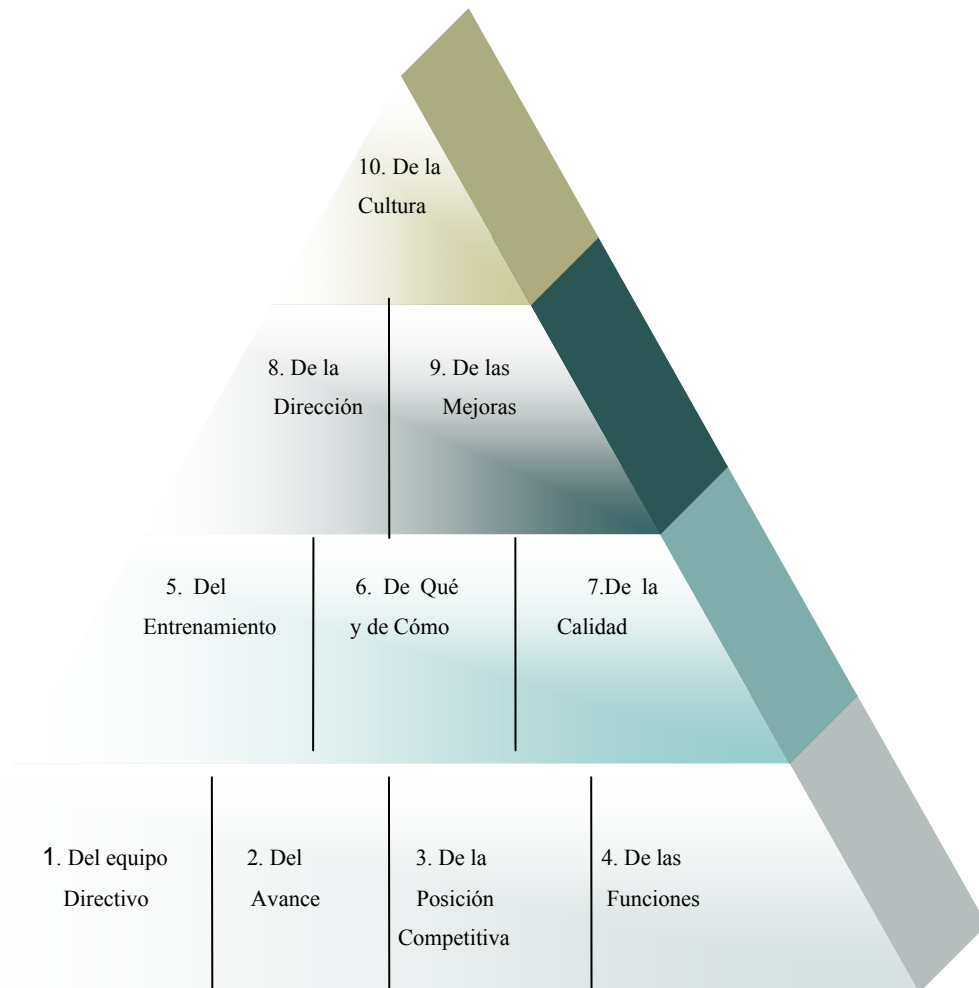 10. De la
Cultura
8. De la
Dirección
9. De las
Mejoras
5. Del
Entrenamiento
6. De Qué
y de Cómo
7.De la
Calidad
1. Del equipo
Directivo
2. Del
Avance
3. De la
Posición
Competitiva
4. De las
Funciones